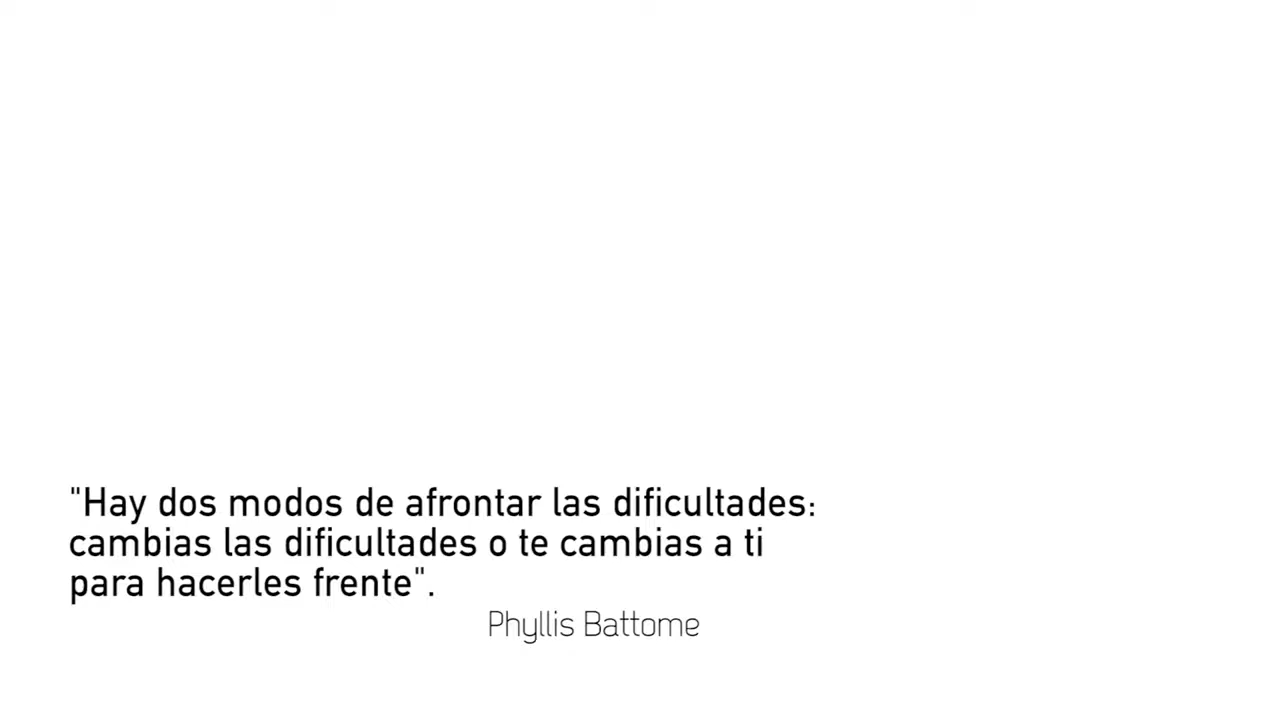 "Hay dos modos de afrontar las dificultades:
cambias las dificultades o te cambias a ti
para hacerles frente".
Phyllis Battome